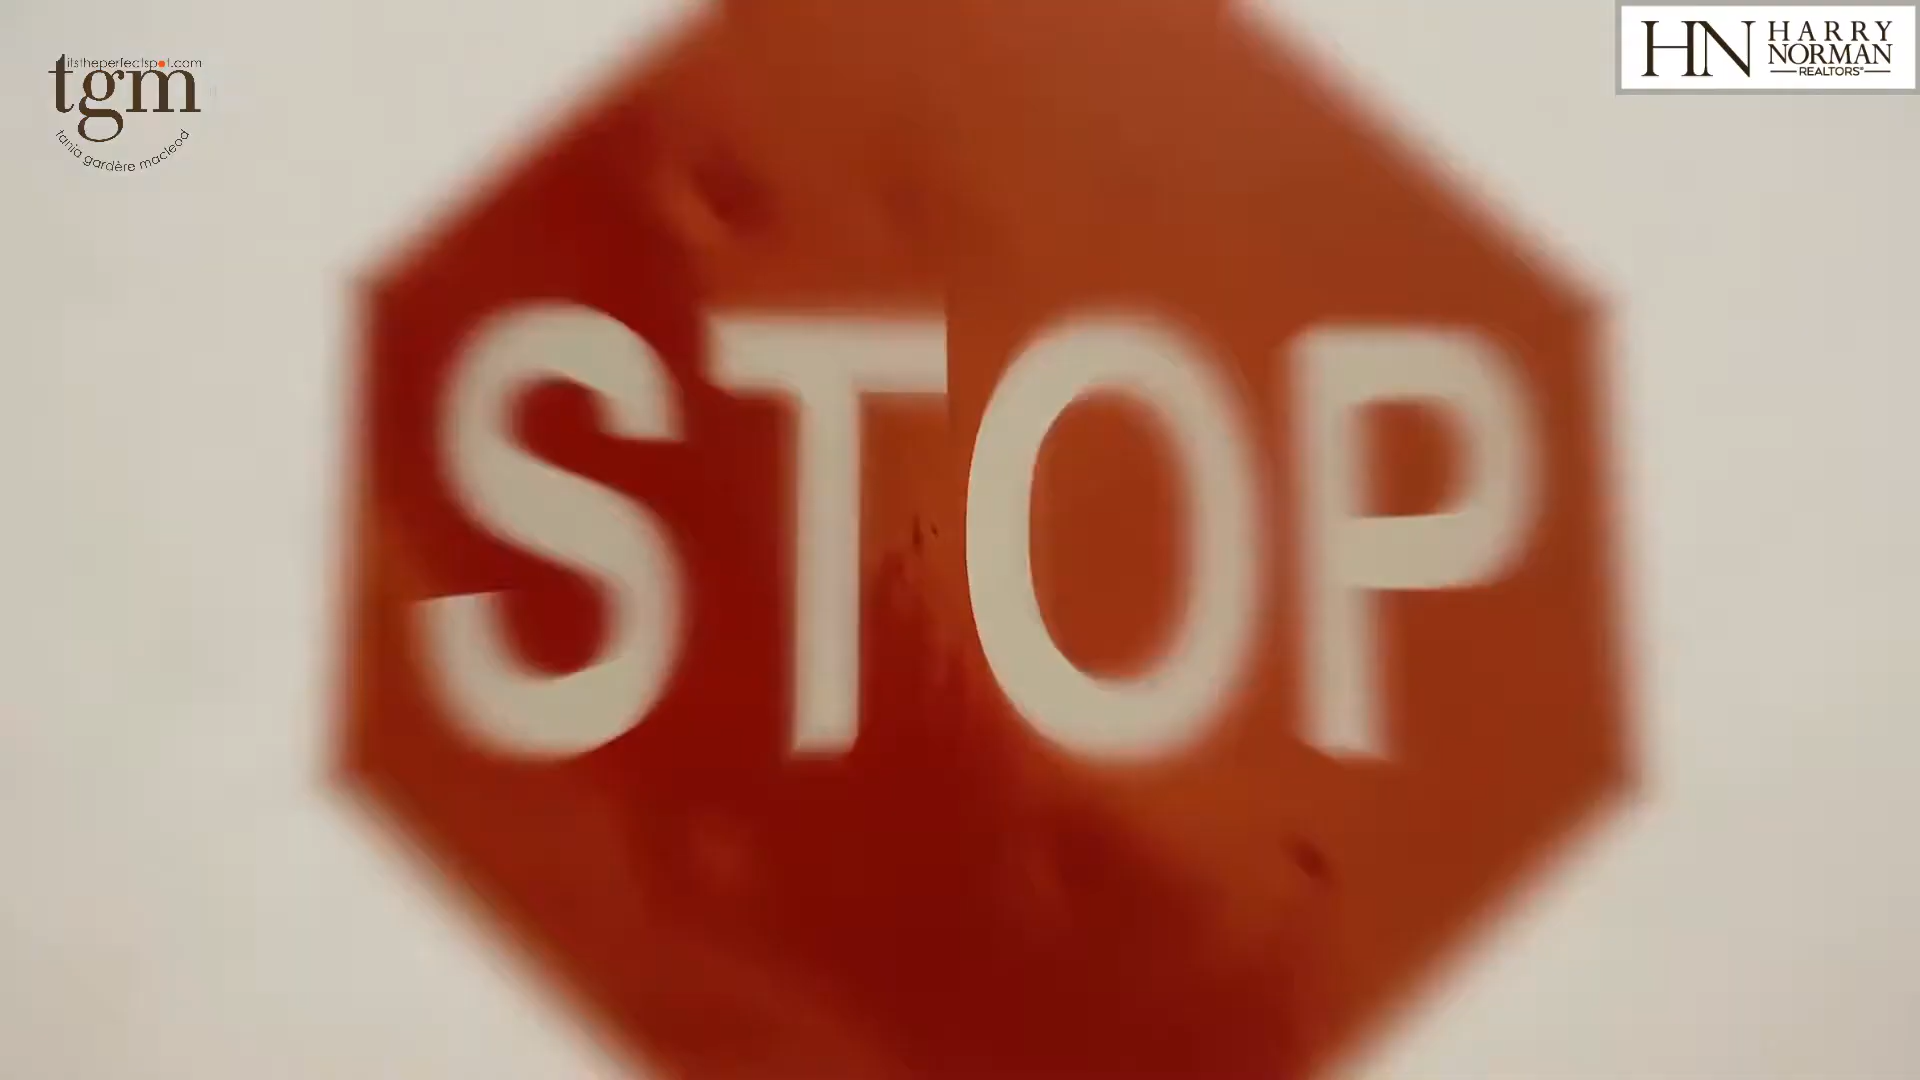 itstheperfectspot.com
tgm
tania gardère macleod
HN HARRY
NORMAN
REALTORS®
STOP